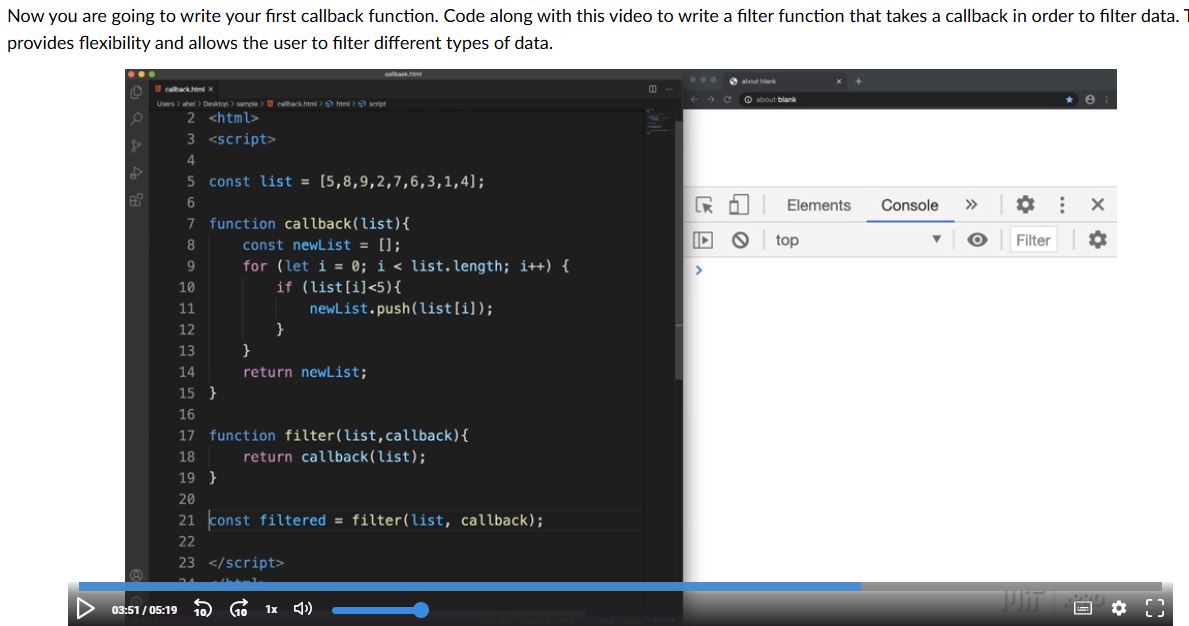 Now you are going to write your first callback function. Code along with this video to write a filter function that takes a callback in order to filter data.
provides flexibility and allows the user to filter different types of data.
callback.html
callback.html ×
Users > abel > Desktop > sample > callback.html > html > script
2 <html>
3 <script>
4
5 const list = [5,8,9,2,7,6,3,1,4];
6
7 function callback(list){
8 const newList = [];
9 for (let i = 0; i < list.length; i++) {
10 if (list[i]<5){
11 newList.push(list[i]);
12 }
13 }
14 return newList;
15 }
16
17 function filter(list,callback){
18 return callback(list);
19 }
20
21 const filtered = filter(list, callback);
22
23 </script>
about:blank × +
about:blank
Elements Console »
top Filter
>
03:51 / 05:19 10 10 1x
MIT